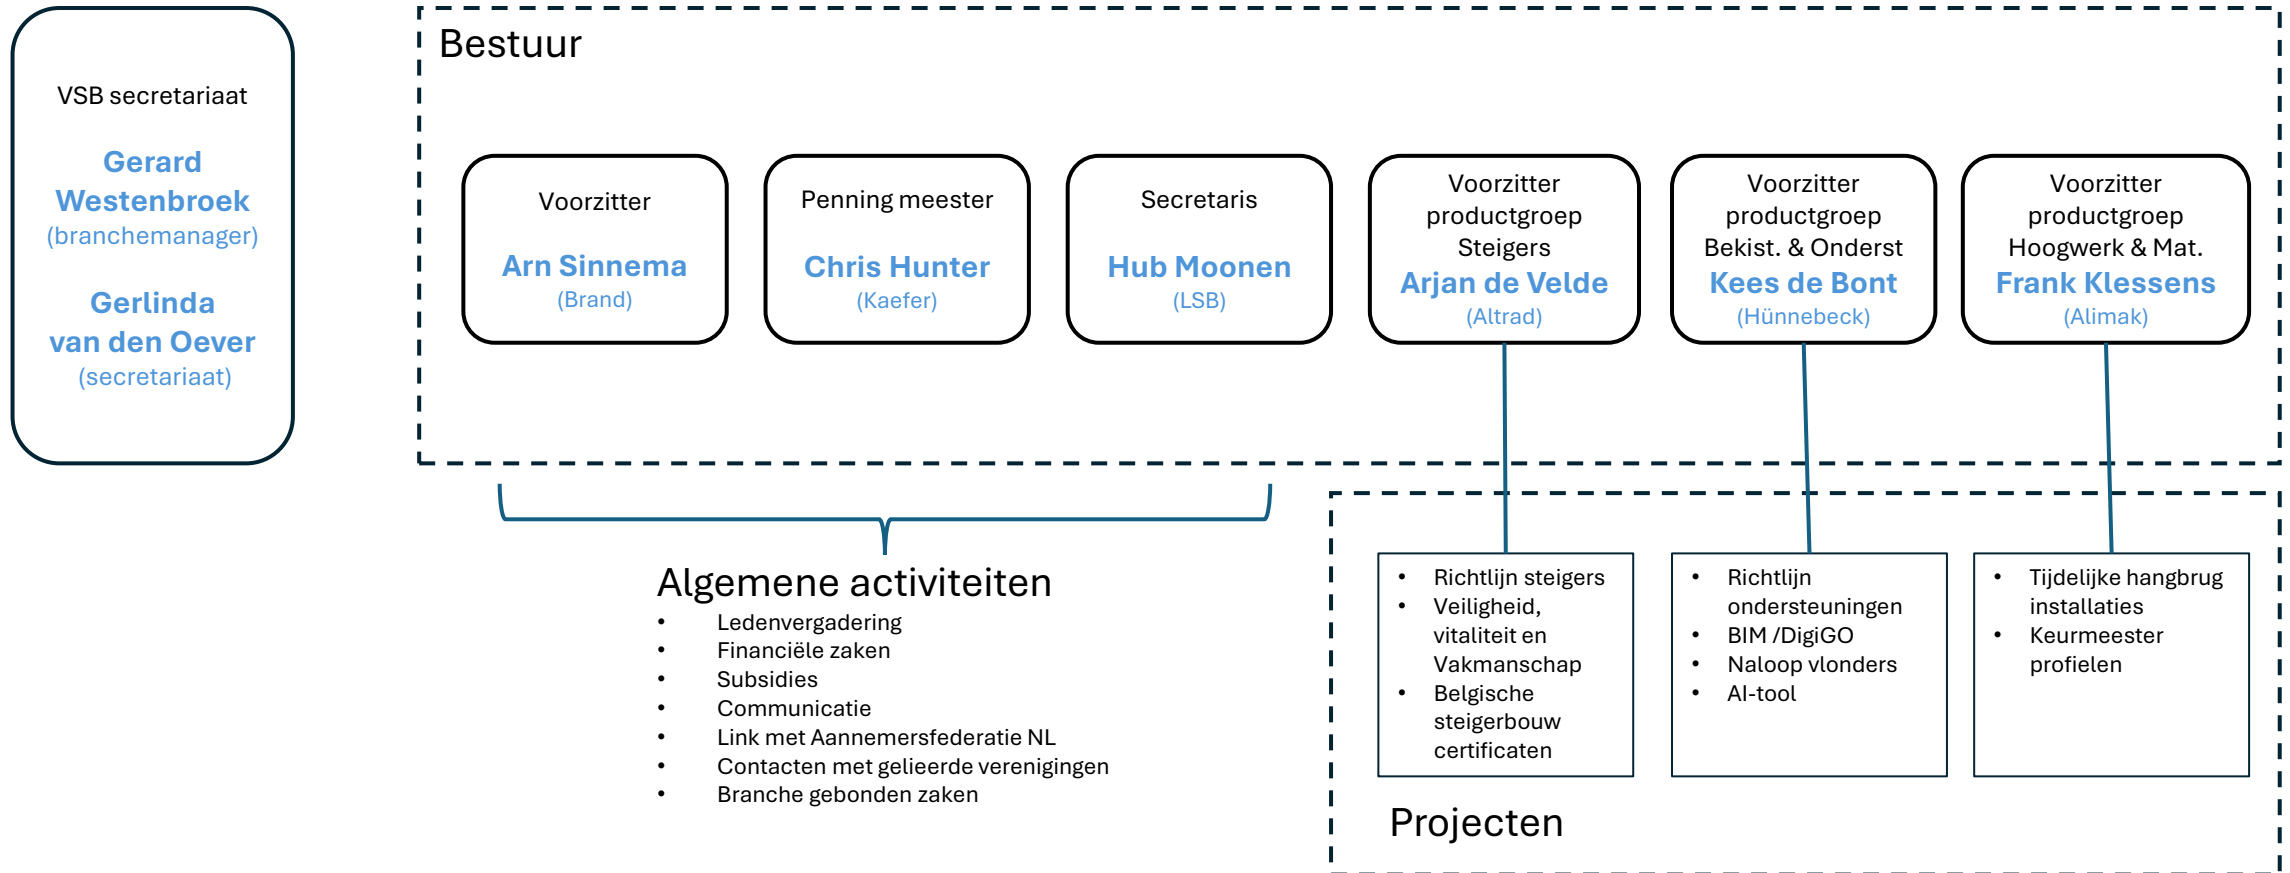 VSB secretariaat
Gerard
Westenbroek
(branchemanager)
Gerlinda
van den Oever
(secretariaat)
Bestuur
Voorzitter
Arn Sinnema
(Brand)
Penning meester
Chris Hunter
(Kaefer)
Secretaris
Hub Moonen
(LSB)
Voorzitter
productgroep
Steigers
Arjan de Velde
(Altrad)
Voorzitter
productgroep
Bekist. & Onderst
Kees de Bont
(Hünnebeck)
Voorzitter
productgroep
Hoogwerk & Mat.
Frank Klessens
(Alimak)
Algemene activiteiten
• Ledenvergadering
• Financiële zaken
• Subsidies
• Communicatie
• Link met Aannemersfederatie NL
• Contacten met gelieerde verenigingen
• Branche gebonden zaken
• Richtlijn steigers
• Veiligheid,
vitaliteit en
Vakmanschap
• Belgische
steigerbouw
certificaten
• Richtlijn
ondersteuningen
• BIM /DigiGO
• Naloop vlonders
• AI-tool
• Tijdelijke hangbrug
installaties
• Keurmeester
profielen
Projecten